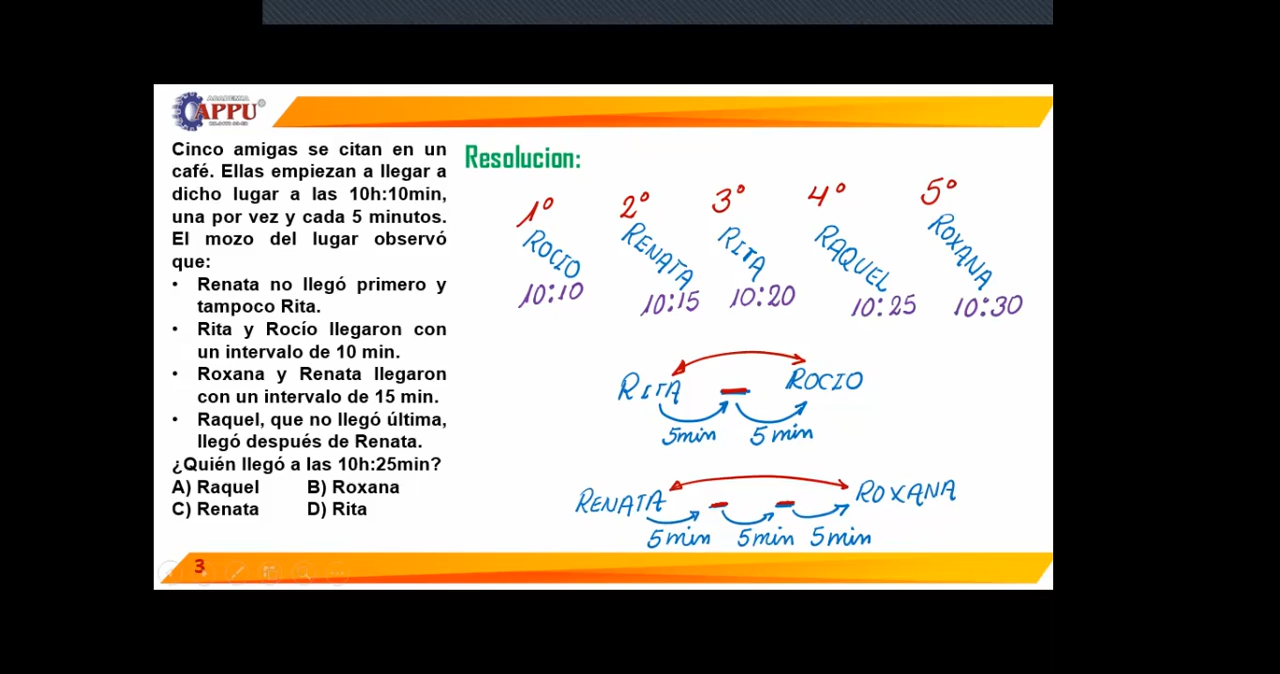 ACADEMIA
APPU
Cinco amigas se citan en un
café. Ellas empiezan a llegar a
dicho lugar a las 10h:10min,
una por vez y cada 5 minutos.
El mozo del lugar observó
que:
• Renata no llegó primero y
tampoco Rita.
• Rita y Rocío llegaron con
un intervalo de 10 min.
• Roxana y Renata llegaron
con un intervalo de 15 min.
• Raquel, que no llegó última,
llegó después de Renata.
¿Quién llegó a las 10h:25min?
A) Raquel B) Roxana
C) Renata D) Rita
3
Resolucion:
1° 2° 3° 4° 5°
ROCIO RENATA RITA RAQUEL ROXANA
10:10 10:15 10:20 10:25 10:30
RITA ROCIO
5min 5min
RENATA ROXANA
5min 5min 5min